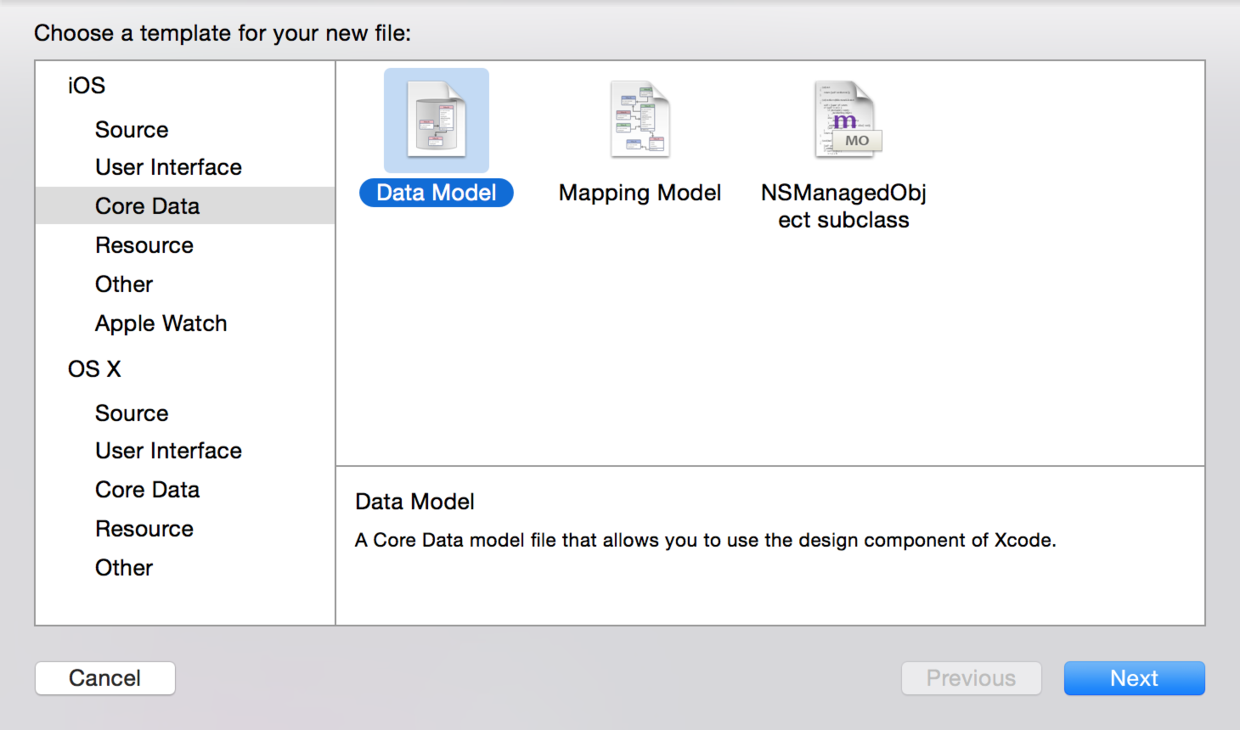 Choose a template for your new file:
iOS
Source
User Interface
Core Data
Resource
Other
Apple Watch
OS X
Source
User Interface
Core Data
Resource
Other
Data Model
Mapping Model
m
MO
NSManagedObj
ect subclass
Data Model
A Core Data model file that allows you to use the design component of Xcode.
Cancel
Previous
Next